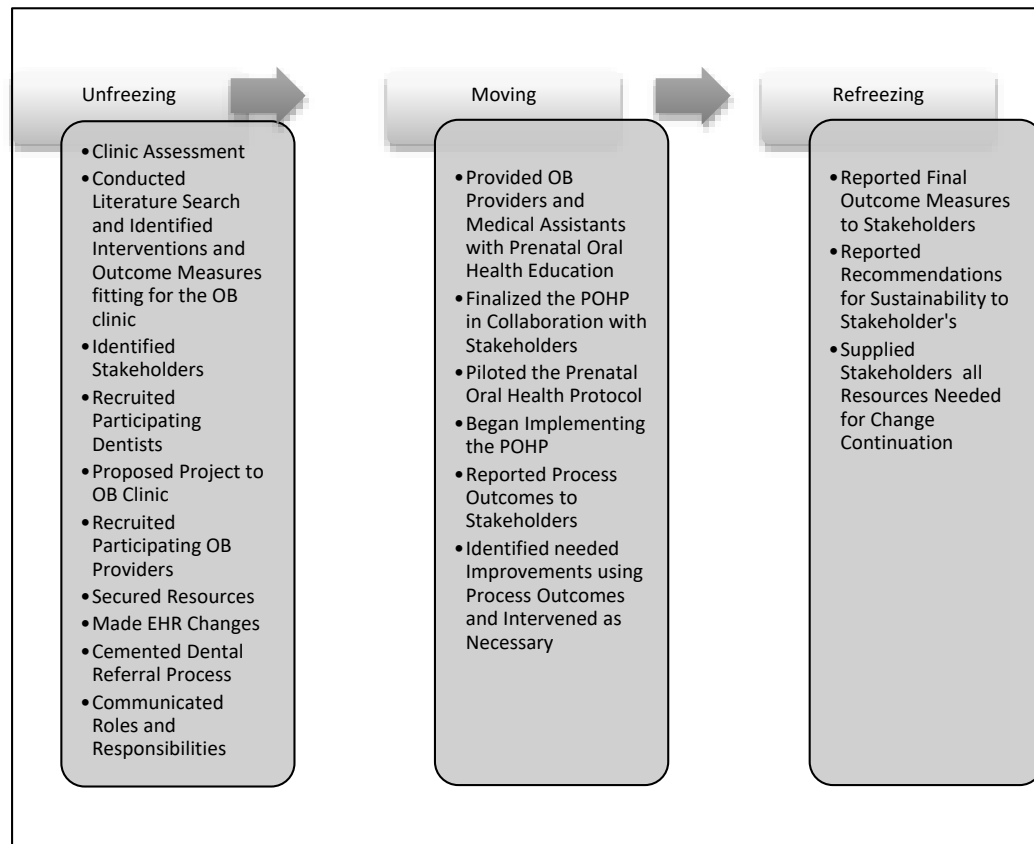 Unfreezing
•Clinic Assessment
•Conducted
Literature Search
and Identified
Interventions and
Outcome Measures
fitting for the OB
clinic
•Identified
Stakeholders
•Recruited
Participating
Dentists
•Proposed Project to
OB Clinic
•Recruited
Participating OB
Providers
•Secured Resources
•Made EHR Changes
•Cemented Dental
Referral Process
•Communicated
Roles and
Responsibilities
Moving
•Provided OB
Providers and
Medical Assistants
with Prenatal Oral
Health Education
•Finalized the POHP
in Collaboration with
Stakeholders
•Piloted the Prenatal
Oral Health Protocol
•Began Implementing
the POHP
•Reported Process
Outcomes to
Stakeholders
•Identified needed
Improvements using
Process Outcomes
and Intervened as
Necessary
Refreezing
•Reported Final
Outcome Measures
to Stakeholders
•Reported
Recommendations
for Sustainability to
Stakeholder's
•Supplied
Stakeholders  all
Resources Needed
for Change
Continuation